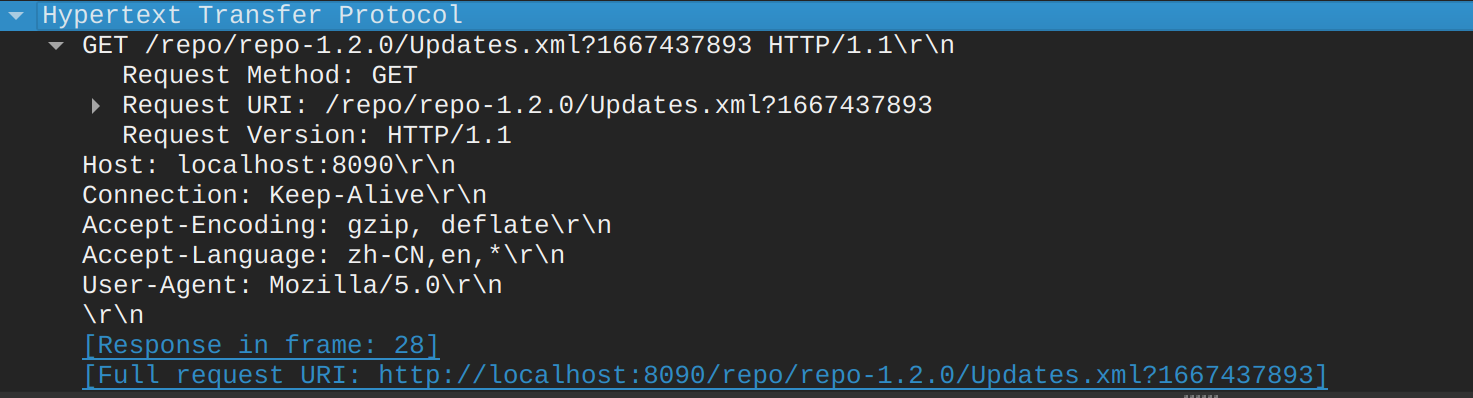 Hypertext Transfer Protocol
GET /repo/repo-1.2.0/Updates.xml?1667437893 HTTP/1.1\r\n
Request Method: GET
Request URI: /repo/repo-1.2.0/Updates.xml?1667437893
Request Version: HTTP/1.1
Host: localhost:8090\r\n
Connection: Keep-Alive\r\n
Accept-Encoding: gzip, deflate\r\n
Accept-Language: zh-CN,en,*\r\n
User-Agent: Mozilla/5.0\r\n
\r\n
[Response in frame: 28]
[Full request URI: http://localhost:8090/repo/repo-1.2.0/Updates.xml?1667437893]